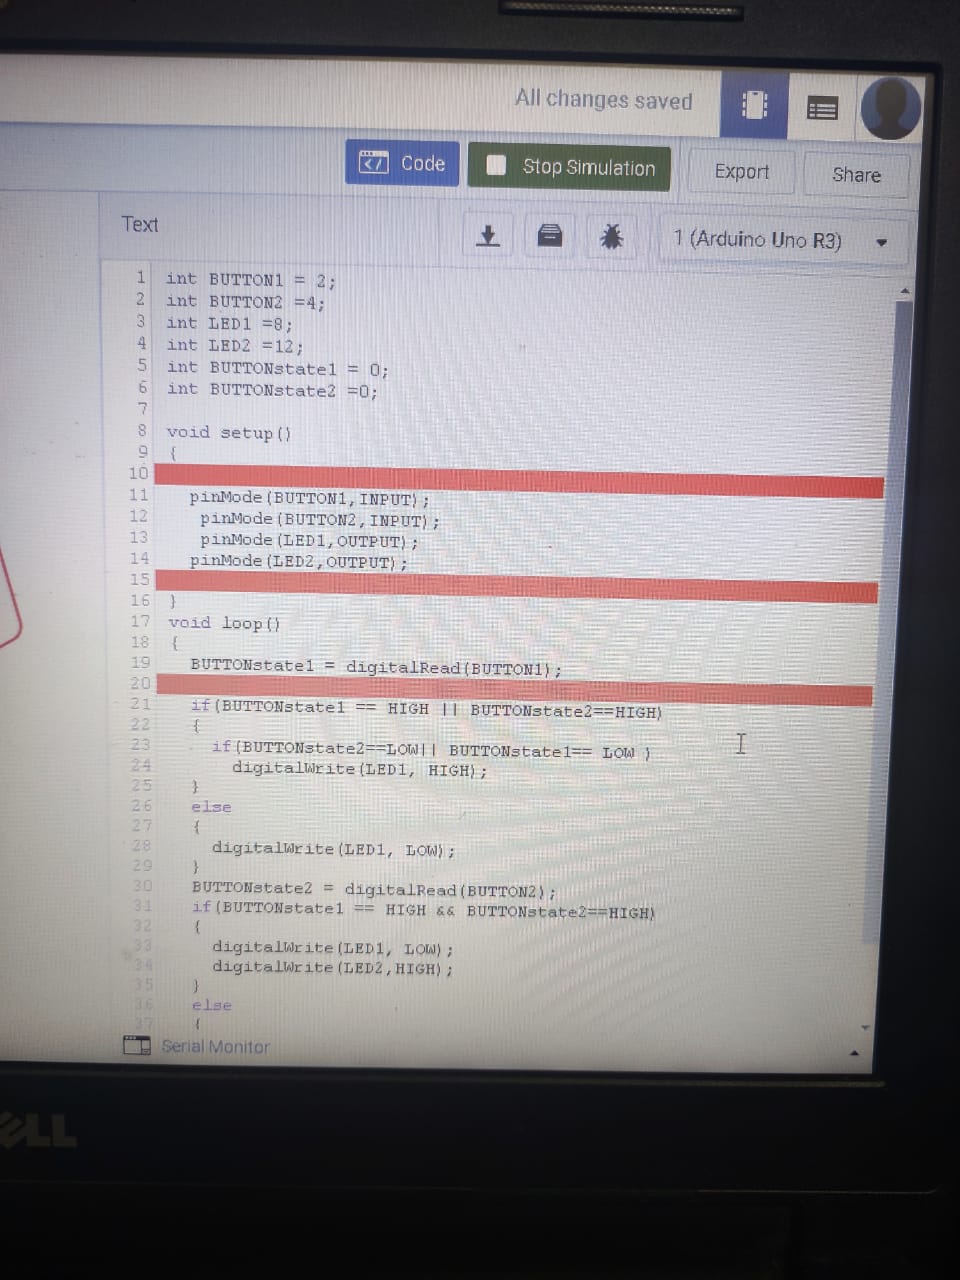 All changes saved
Code
Stop Simulation
Export
Share
Text
1 (Arduino Uno R3)
1 int BUTTON1 = 2;
2 int BUTTON2 =4;
3 int LED1 =8;
4 int LED2 =12;
5 int BUTTONstate1 = 0;
6 int BUTTONstate2 =0;
7
8 void setup()
9 {
10
11 pinMode(BUTTON1,INPUT);
12 pinMode(BUTTON2,INPUT);
13 pinMode(LED1,OUTPUT);
14 pinMode(LED2,OUTPUT);
15
16 }
17 void loop()
18 {
19 BUTTONstate1 = digitalRead(BUTTON1);
20
21 if(BUTTONstate1 == HIGH || BUTTONstate2==HIGH)
22 {
23 if(BUTTONstate2==LOW|| BUTTONstate1== LOW )
24 digitalWrite(LED1, HIGH);
25 }
26 else
27 {
28 digitalWrite(LED1, LOW);
29 }
30 BUTTONstate2 = digitalRead(BUTTON2);
31 if(BUTTONstate1 == HIGH && BUTTONstate2==HIGH)
32 {
33 digitalWrite(LED1, LOW);
34 digitalWrite(LED2,HIGH);
35 }
36 else
37 {
Serial Monitor
DELL